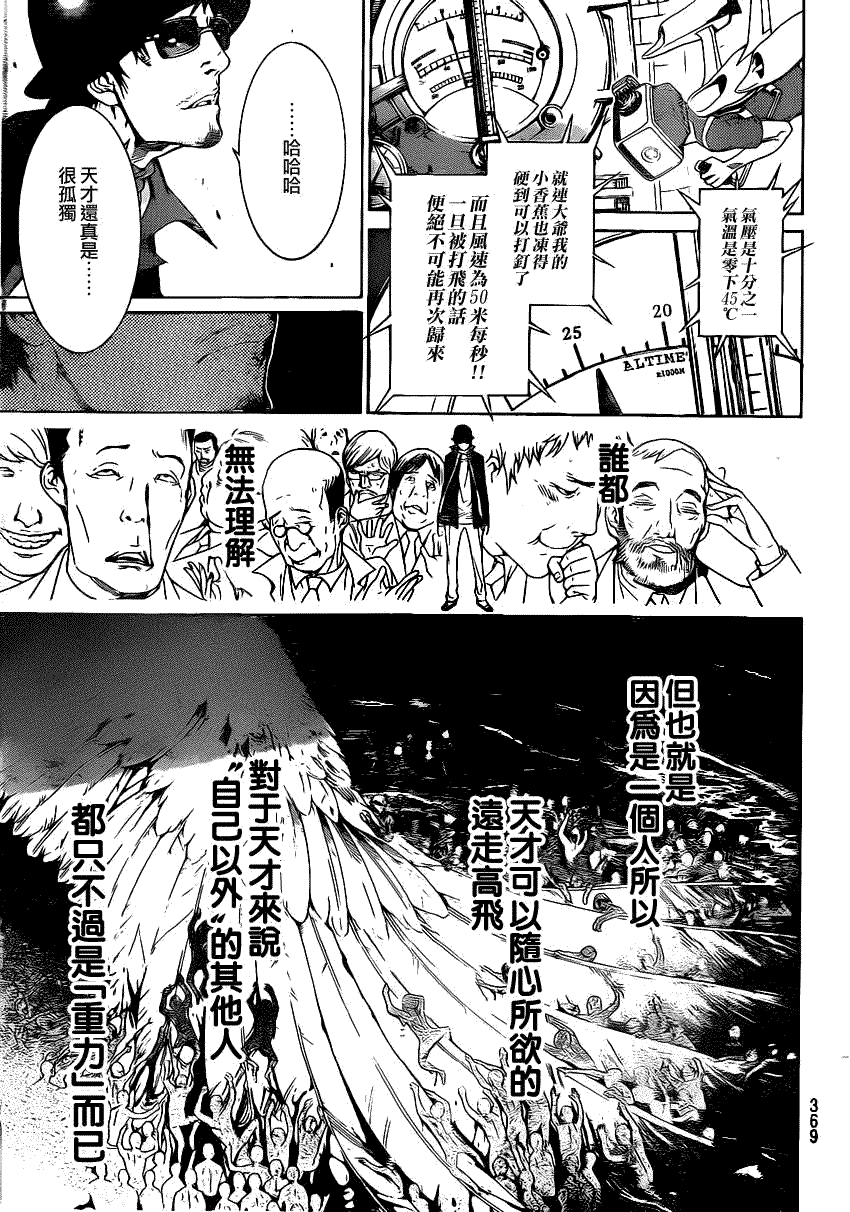 氣壓是十分之一
氣溫是零下45℃
就連大爺我的
小香蕉也凍得
硬到可以打釘了
而且風速為50米每秒!!
一旦被打飛的話
便絕不可能再次歸來
25
20
ALTIME
x1000M
……哈哈哈
天才還真是……
很孤獨
誰都
無法理解
但也就是
因爲是一個人所以
天才可以隨心所欲的
遠走高飛
對于天才來說
“自己以外”的其他人
都只不過是「重力」而已
369